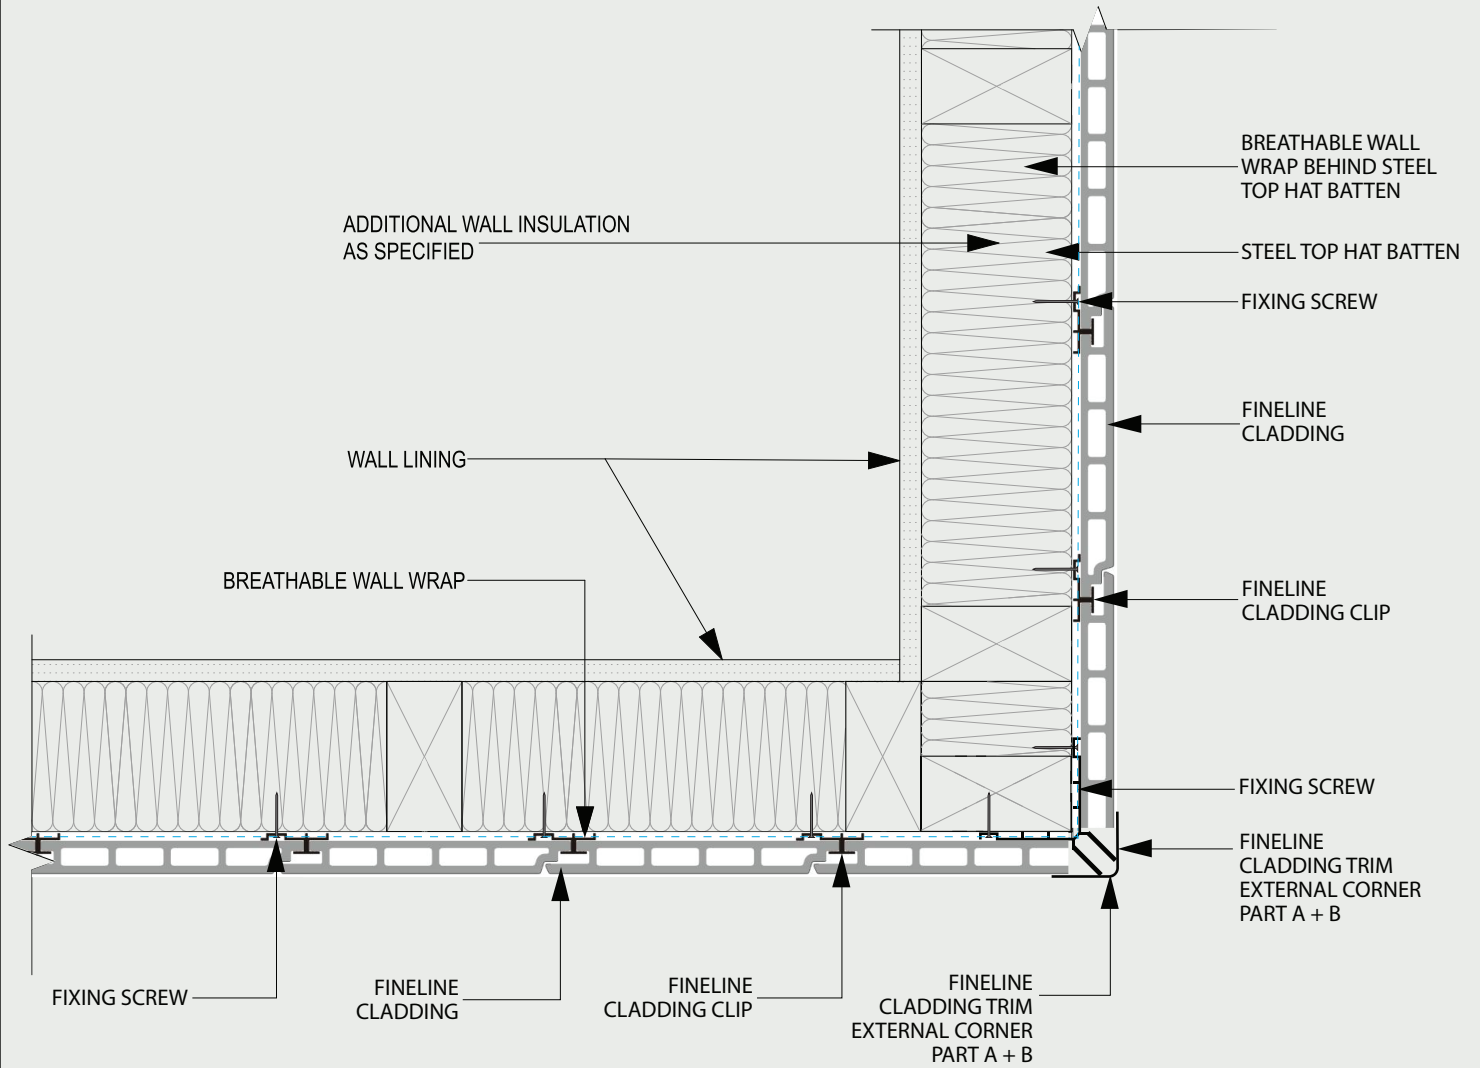 BREATHABLE WALL
WRAP BEHIND STEEL
TOP HAT BATTEN
ADDITIONAL WALL INSULATION
AS SPECIFIED
STEEL TOP HAT BATTEN
FIXING SCREW
FINELINE
CLADDING
WALL LINING
BREATHABLE WALL WRAP
FINELINE
CLADDING CLIP
FIXING SCREW
FINELINE
CLADDING TRIM
EXTERNAL CORNER
PART A + B
FIXING SCREW
FINELINE
CLADDING
FINELINE
CLADDING CLIP
FINELINE
CLADDING TRIM
EXTERNAL CORNER
PART A + B